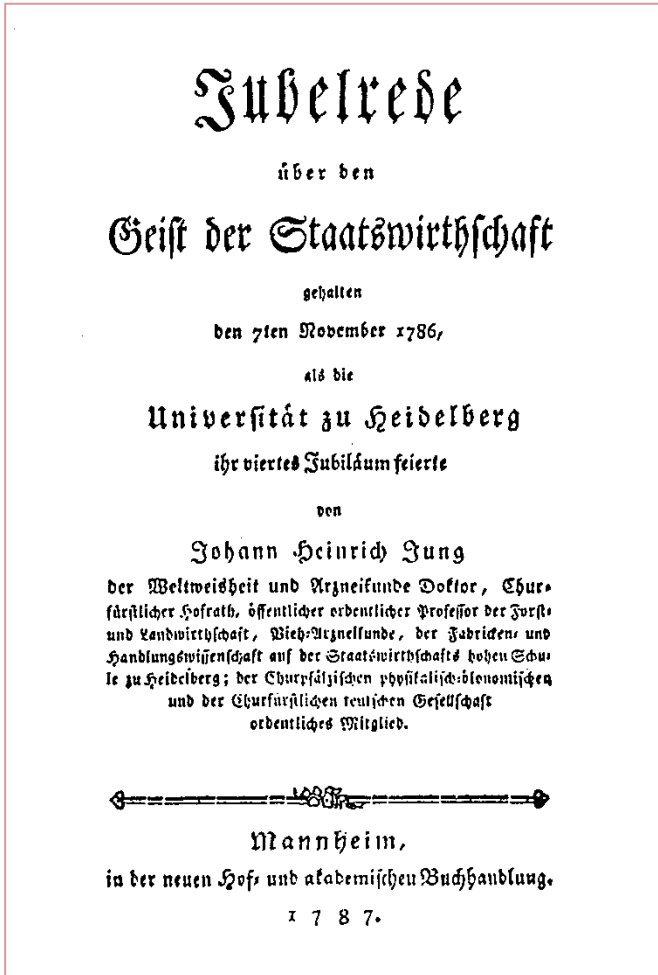 Jubelrede
über den
Geist der Staatswirthschaft
gehalten
den 7ten November 1786,
als die
Universität zu Heidelberg
ihr viertes Jubiläum feierte
von
Johann Heinrich Jung
der Weltweisheit und Arzneikunde Doktor, Chur-
fürstlicher Hofrath, öffentlicher ordentlicher Professor der Forst-
und Landwirthschaft, Vieh-Arzneikunde, der Fabricken- und
Handlungswissenschaft auf der Staatswirthschafts hohen Schu-
le zu Heidelberg; der Churpfälzischen physikalisch-ökonomischen
und der Churfürstlichen teutschen Gesellschaft
ordentliches Mitglied.
Mannheim,
in der neuen Hof- und akademischen Buchhandlung.
1787.